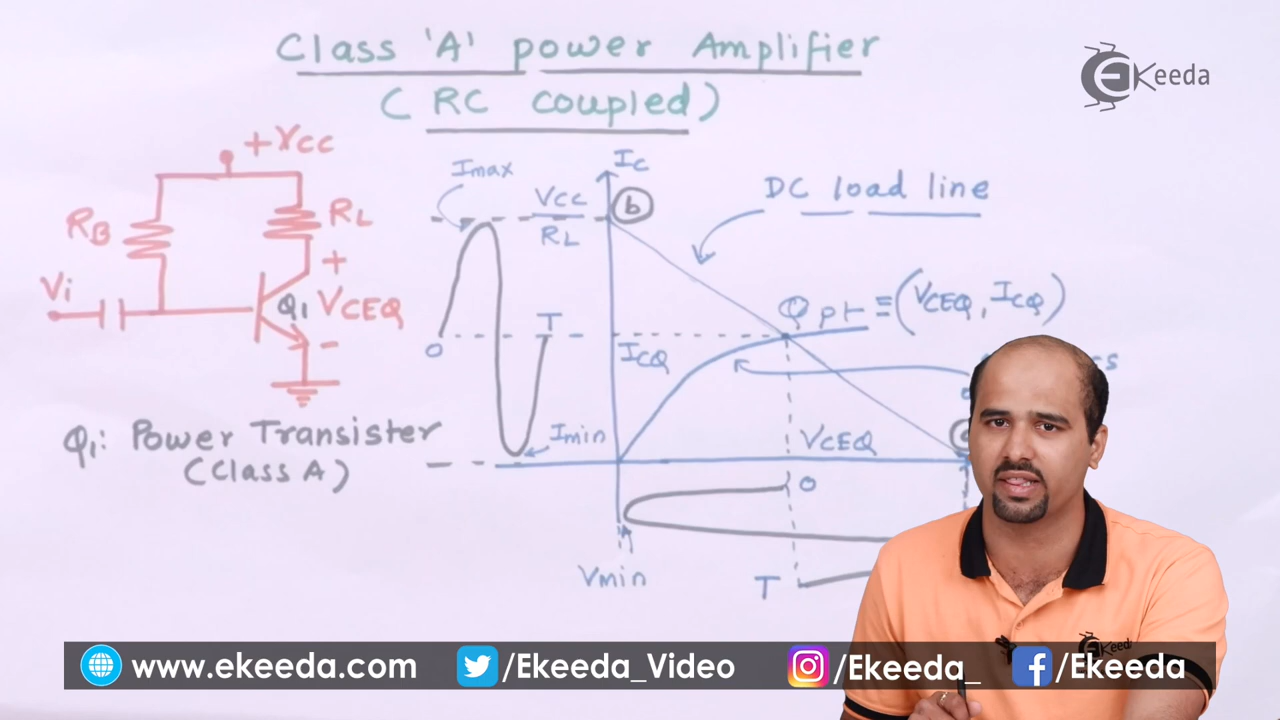 Class 'A' power Amplifier
(RC coupled)
EKeeda
+VCC
RB
RL
+
Vi
Q1 VCEQ
-
Q1: Power Transister
(Class A)
Imax
IC
VCC
RL
b
DC load line
Q pt ≡ (VCEQ, ICQ)
T
0
ICQ
Imin
VCEQ
0
Vmin
T
Keeda
www.ekeeda.com
/Ekeeda_Video
/Ekeeda_
/Ekeeda